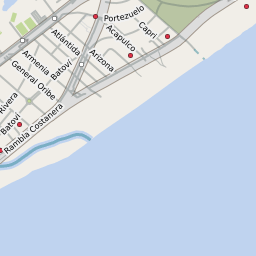 Portezuelo
Capri
Acapulco
Atlántida
Arizona
Armenia
Batoví
General Oribe
Rivera
Batoví
Rambla Costanera